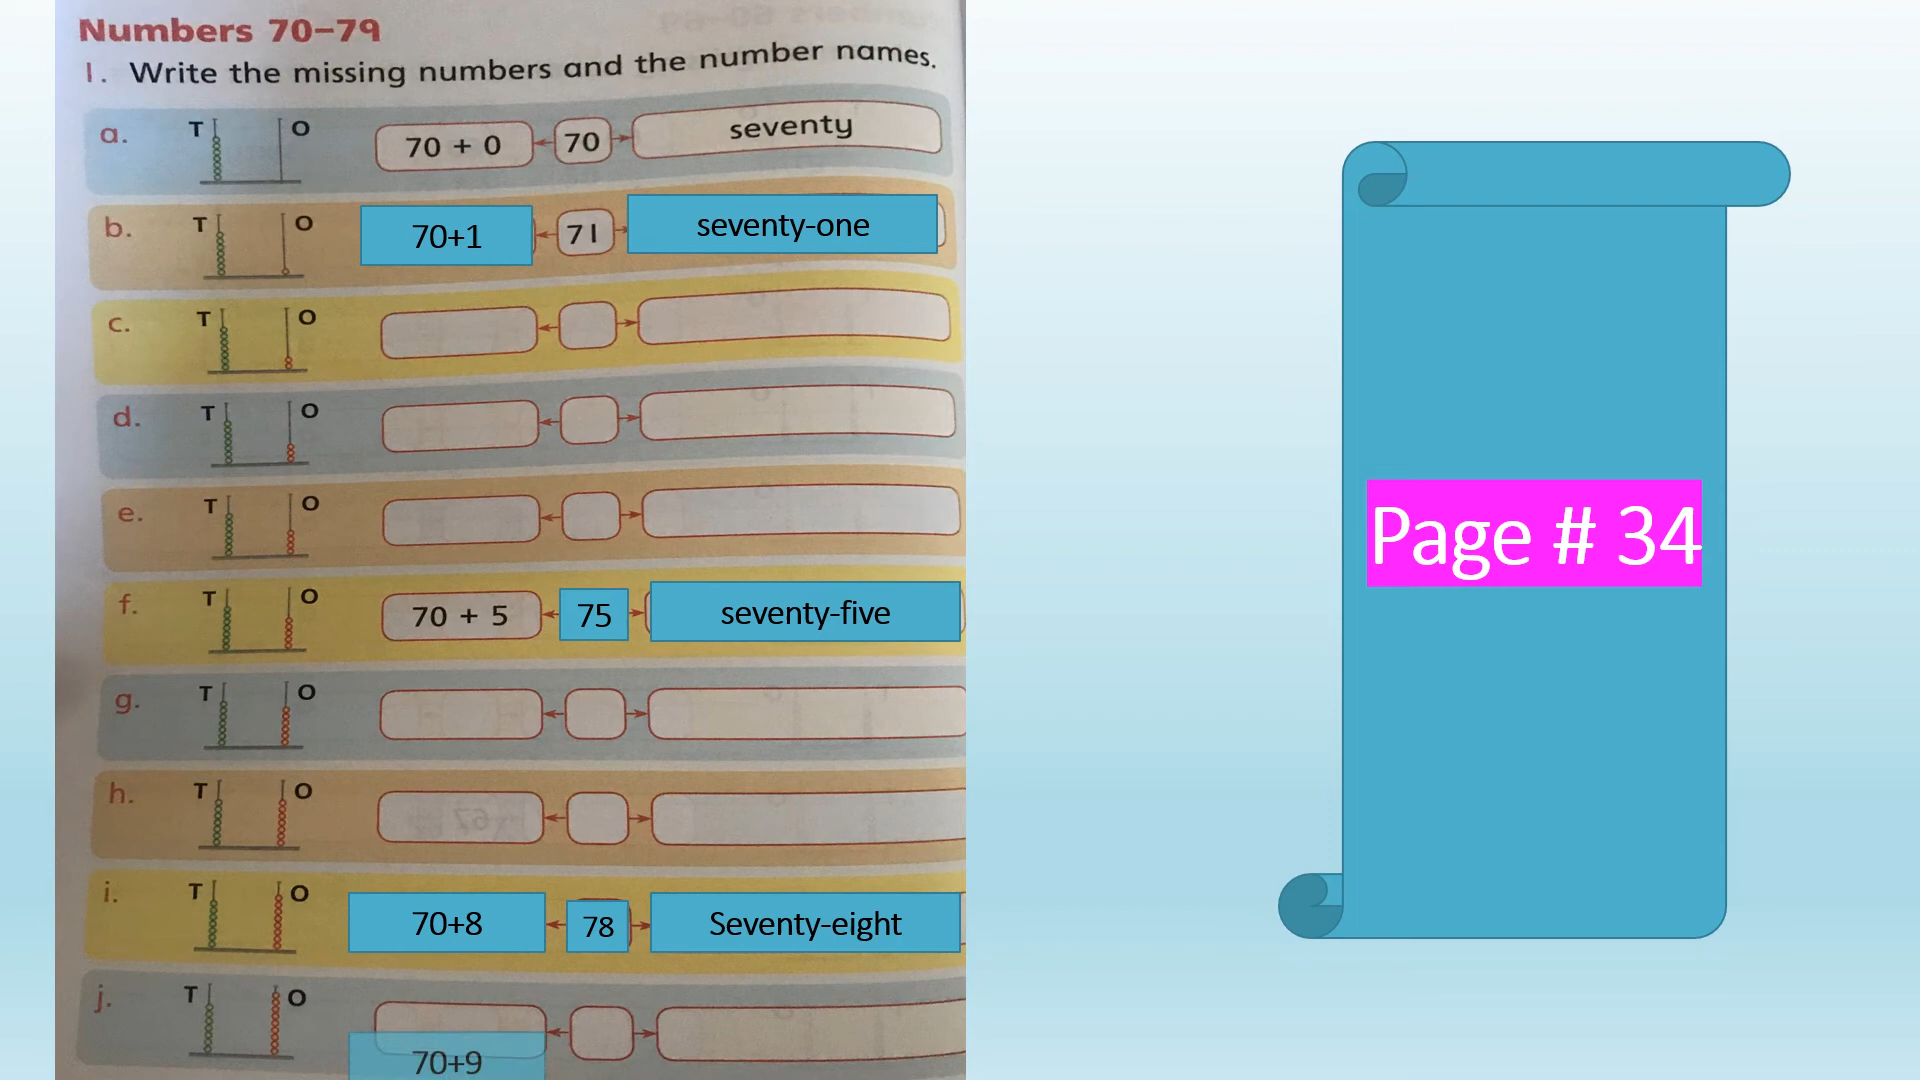 Numbers 70–79
1. Write the missing numbers and the number names.
a. T O 70 + 0 70 seventy
b. T O 70+1 71 seventy-one
c. T O
d. T O
e. T O
f. T O 70 + 5 75 seventy-five
g. T O
h. T O
i. T O 70+8 78 Seventy-eight
j. T O
70+9
Page # 34